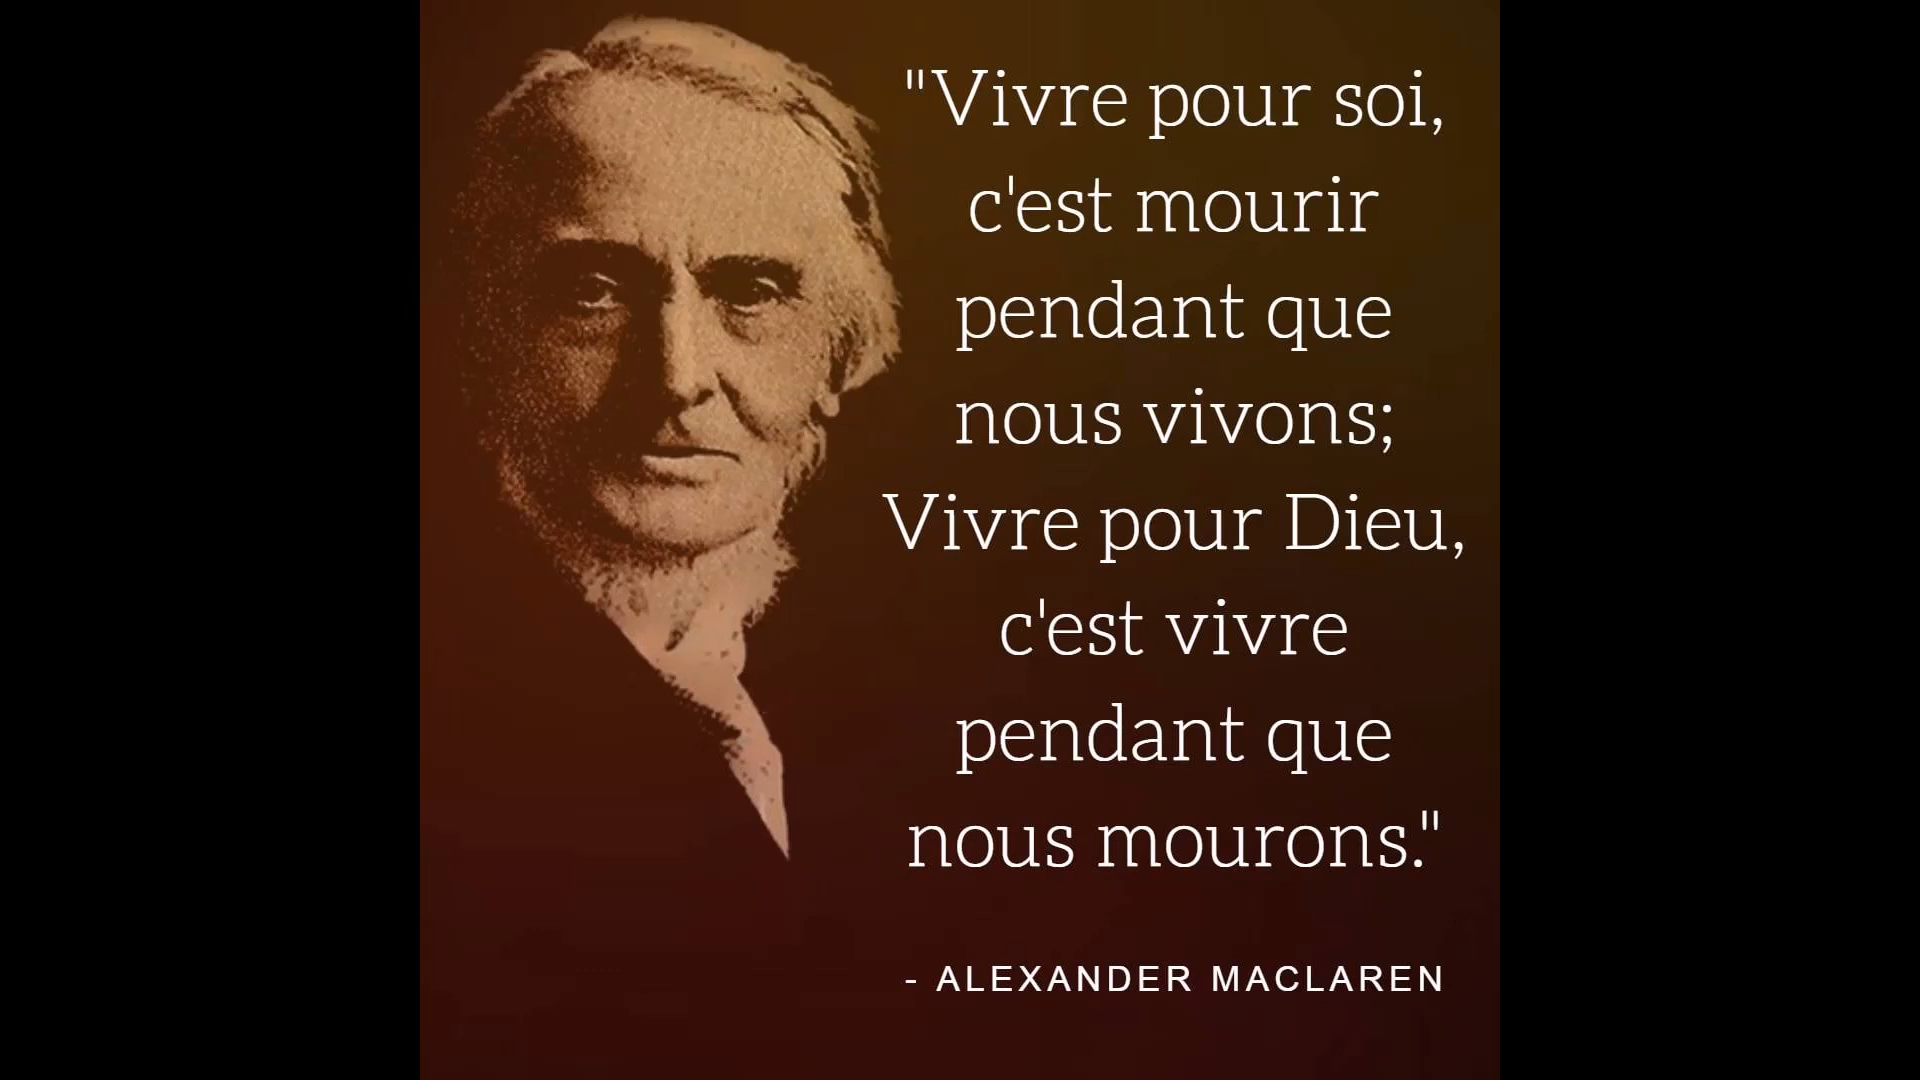 "Vivre pour soi,
c'est mourir
pendant que
nous vivons;
Vivre pour Dieu,
c'est vivre
pendant que
nous mourons."
- ALEXANDER MACLAREN